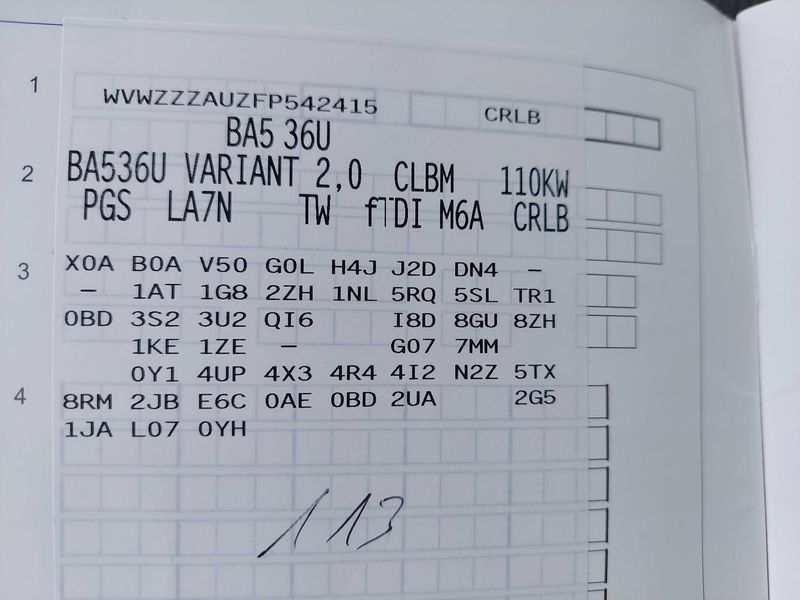 1
WVWZZZAUZFP542415 CRLB
BA5 36U
2
BA536U VARIANT 2,0 CLBM 110KW
PGS LA7N TW fTDI M6A CRLB
3
X0A B0A V50 G0L H4J J2D DN4 -
- 1AT 1G8 2ZH 1NL 5RQ 5SL TR1
0BD 3S2 3U2 QI6 I8D 8GU 8ZH
1KE 1ZE - G07 7MM
0Y1 4UP 4X3 4R4 4I2 N2Z 5TX
4
8RM 2JB E6C 0AE 0BD 2UA 2G5
1JA L07 0YH
113